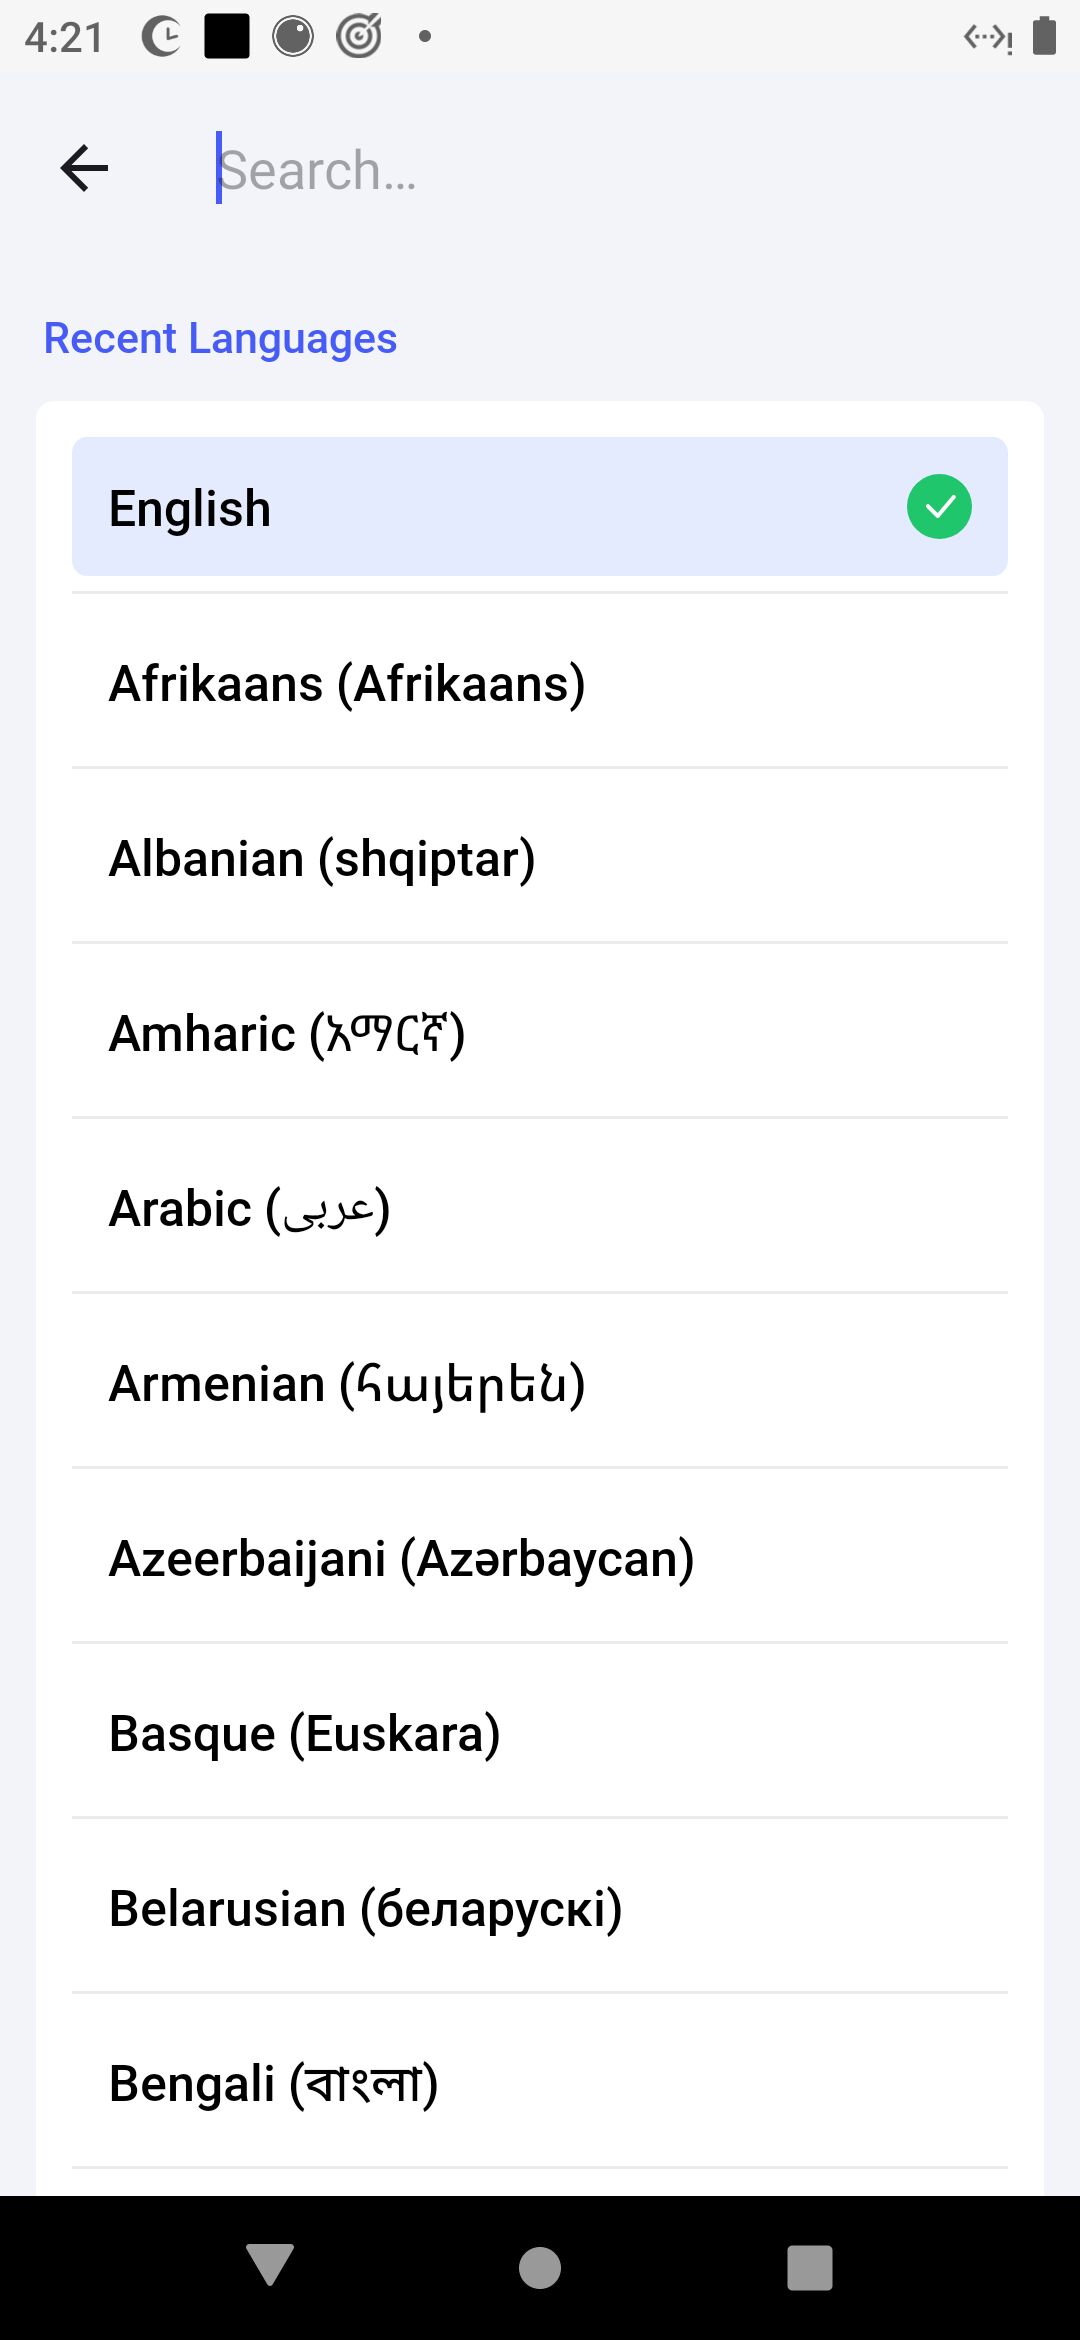 4:21
Search...
Recent Languages
English
Afrikaans (Afrikaans)
Albanian (shqiptar)
Amharic (አማርኛ)
Arabic (عربى)
Armenian (հայերեն)
Azeerbaijani (Azərbaycan)
Basque (Euskara)
Belarusian (беларускі)
Bengali (বাংলা)